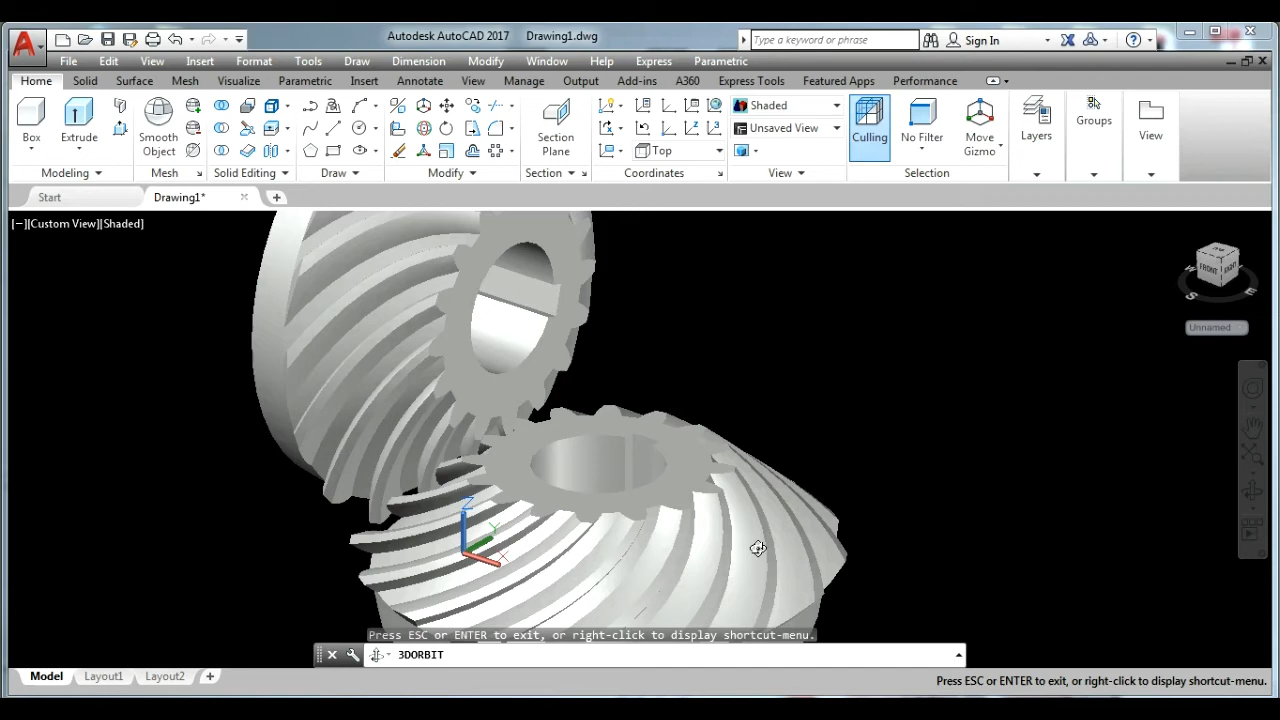 Autodesk AutoCAD 2017 Drawing1.dwg
Type a keyword or phrase
Sign In
File Edit View Insert Format Tools Draw Dimension Modify Window Help Express Parametric
Home Solid Surface Mesh Visualize Parametric Insert Annotate View Manage Output Add-ins A360 Express Tools Featured Apps Performance
Shaded
Unsaved View
Top
Box Extrude Smooth Object Section Plane Culling No Filter Move Gizmo Layers Groups View
Modeling Mesh Solid Editing Draw Modify Section Coordinates View Selection
Start Drawing1*
[−][Custom View][Shaded]
TOP
FRONT RIGHT
W S E
Unnamed
Z
Y
X
Press ESC or ENTER to exit, or right-click to display shortcut-menu.
3DORBIT
Model Layout1 Layout2
Press ESC or ENTER to exit, or right-click to display shortcut-menu.